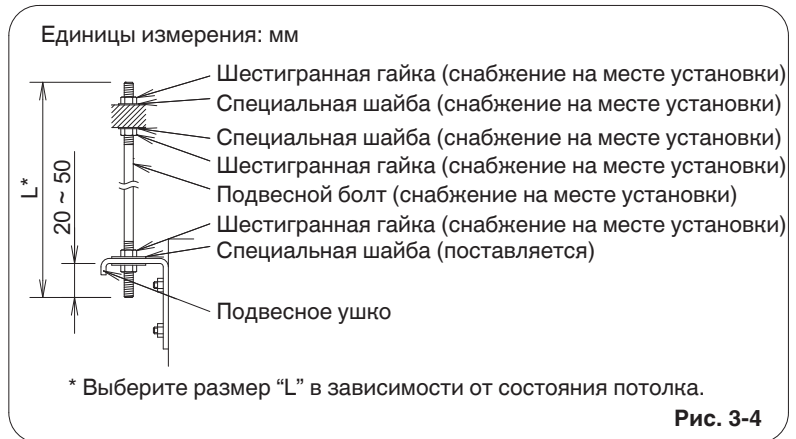 Единицы измерения: мм
Шестигранная гайка (снабжение на месте установки)
Специальная шайба (снабжение на месте установки)
Специальная шайба (снабжение на месте установки)
Шестигранная гайка (снабжение на месте установки)
Подвесной болт (снабжение на месте установки)
Шестигранная гайка (снабжение на месте установки)
Специальная шайба (поставляется)
Подвесное ушко
L*
20 ~ 50
* Выберите размер “L” в зависимости от состояния потолка.
Рис. 3-4